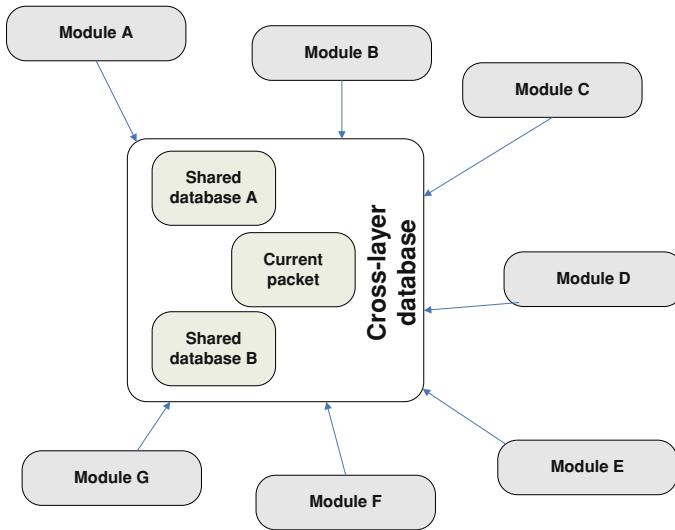 Module A
Module B
Module C
Shared
database A
Current
packet
Cross-layer
database
Module D
Shared
database B
Module G
Module F
Module E